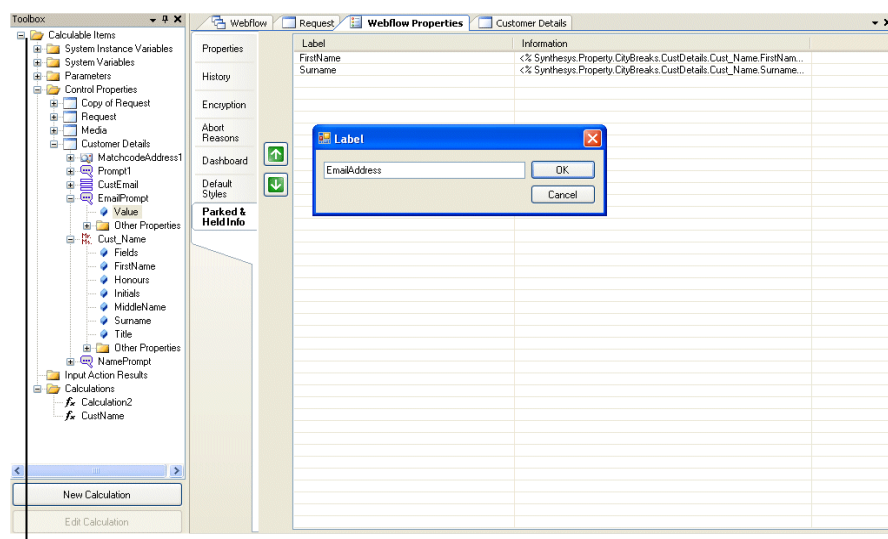 Toolbox
Webflow
Request
Webflow Properties
Customer Details
Calculable Items
System Instance Variables
System Variables
Parameters
Control Properties
Copy of Request
Request
Media
Customer Details
MatchcodeAddress1
Prompt1
CustEmail
EmailPrompt
Value
Other Properties
Mr.
Ms.
Cust_Name
Fields
FirstName
Honours
Initials
MiddleName
Surname
Title
Other Properties
NamePrompt
Input Action Results
Calculations
fx Calculation2
fx CustName
New Calculation
Edit Calculation
Properties
History
Encryption
Abort
Reasons
Dashboard
Default
Styles
Parked &
Held Info
Label Information
FirstName <% Synthesys.Property.CityBreaks.CustDetails.Cust_Name.FirstNam...
Surname <% Synthesys.Property.CityBreaks.CustDetails.Cust_Name.Surname...
Label
EmailAddress
OK
Cancel